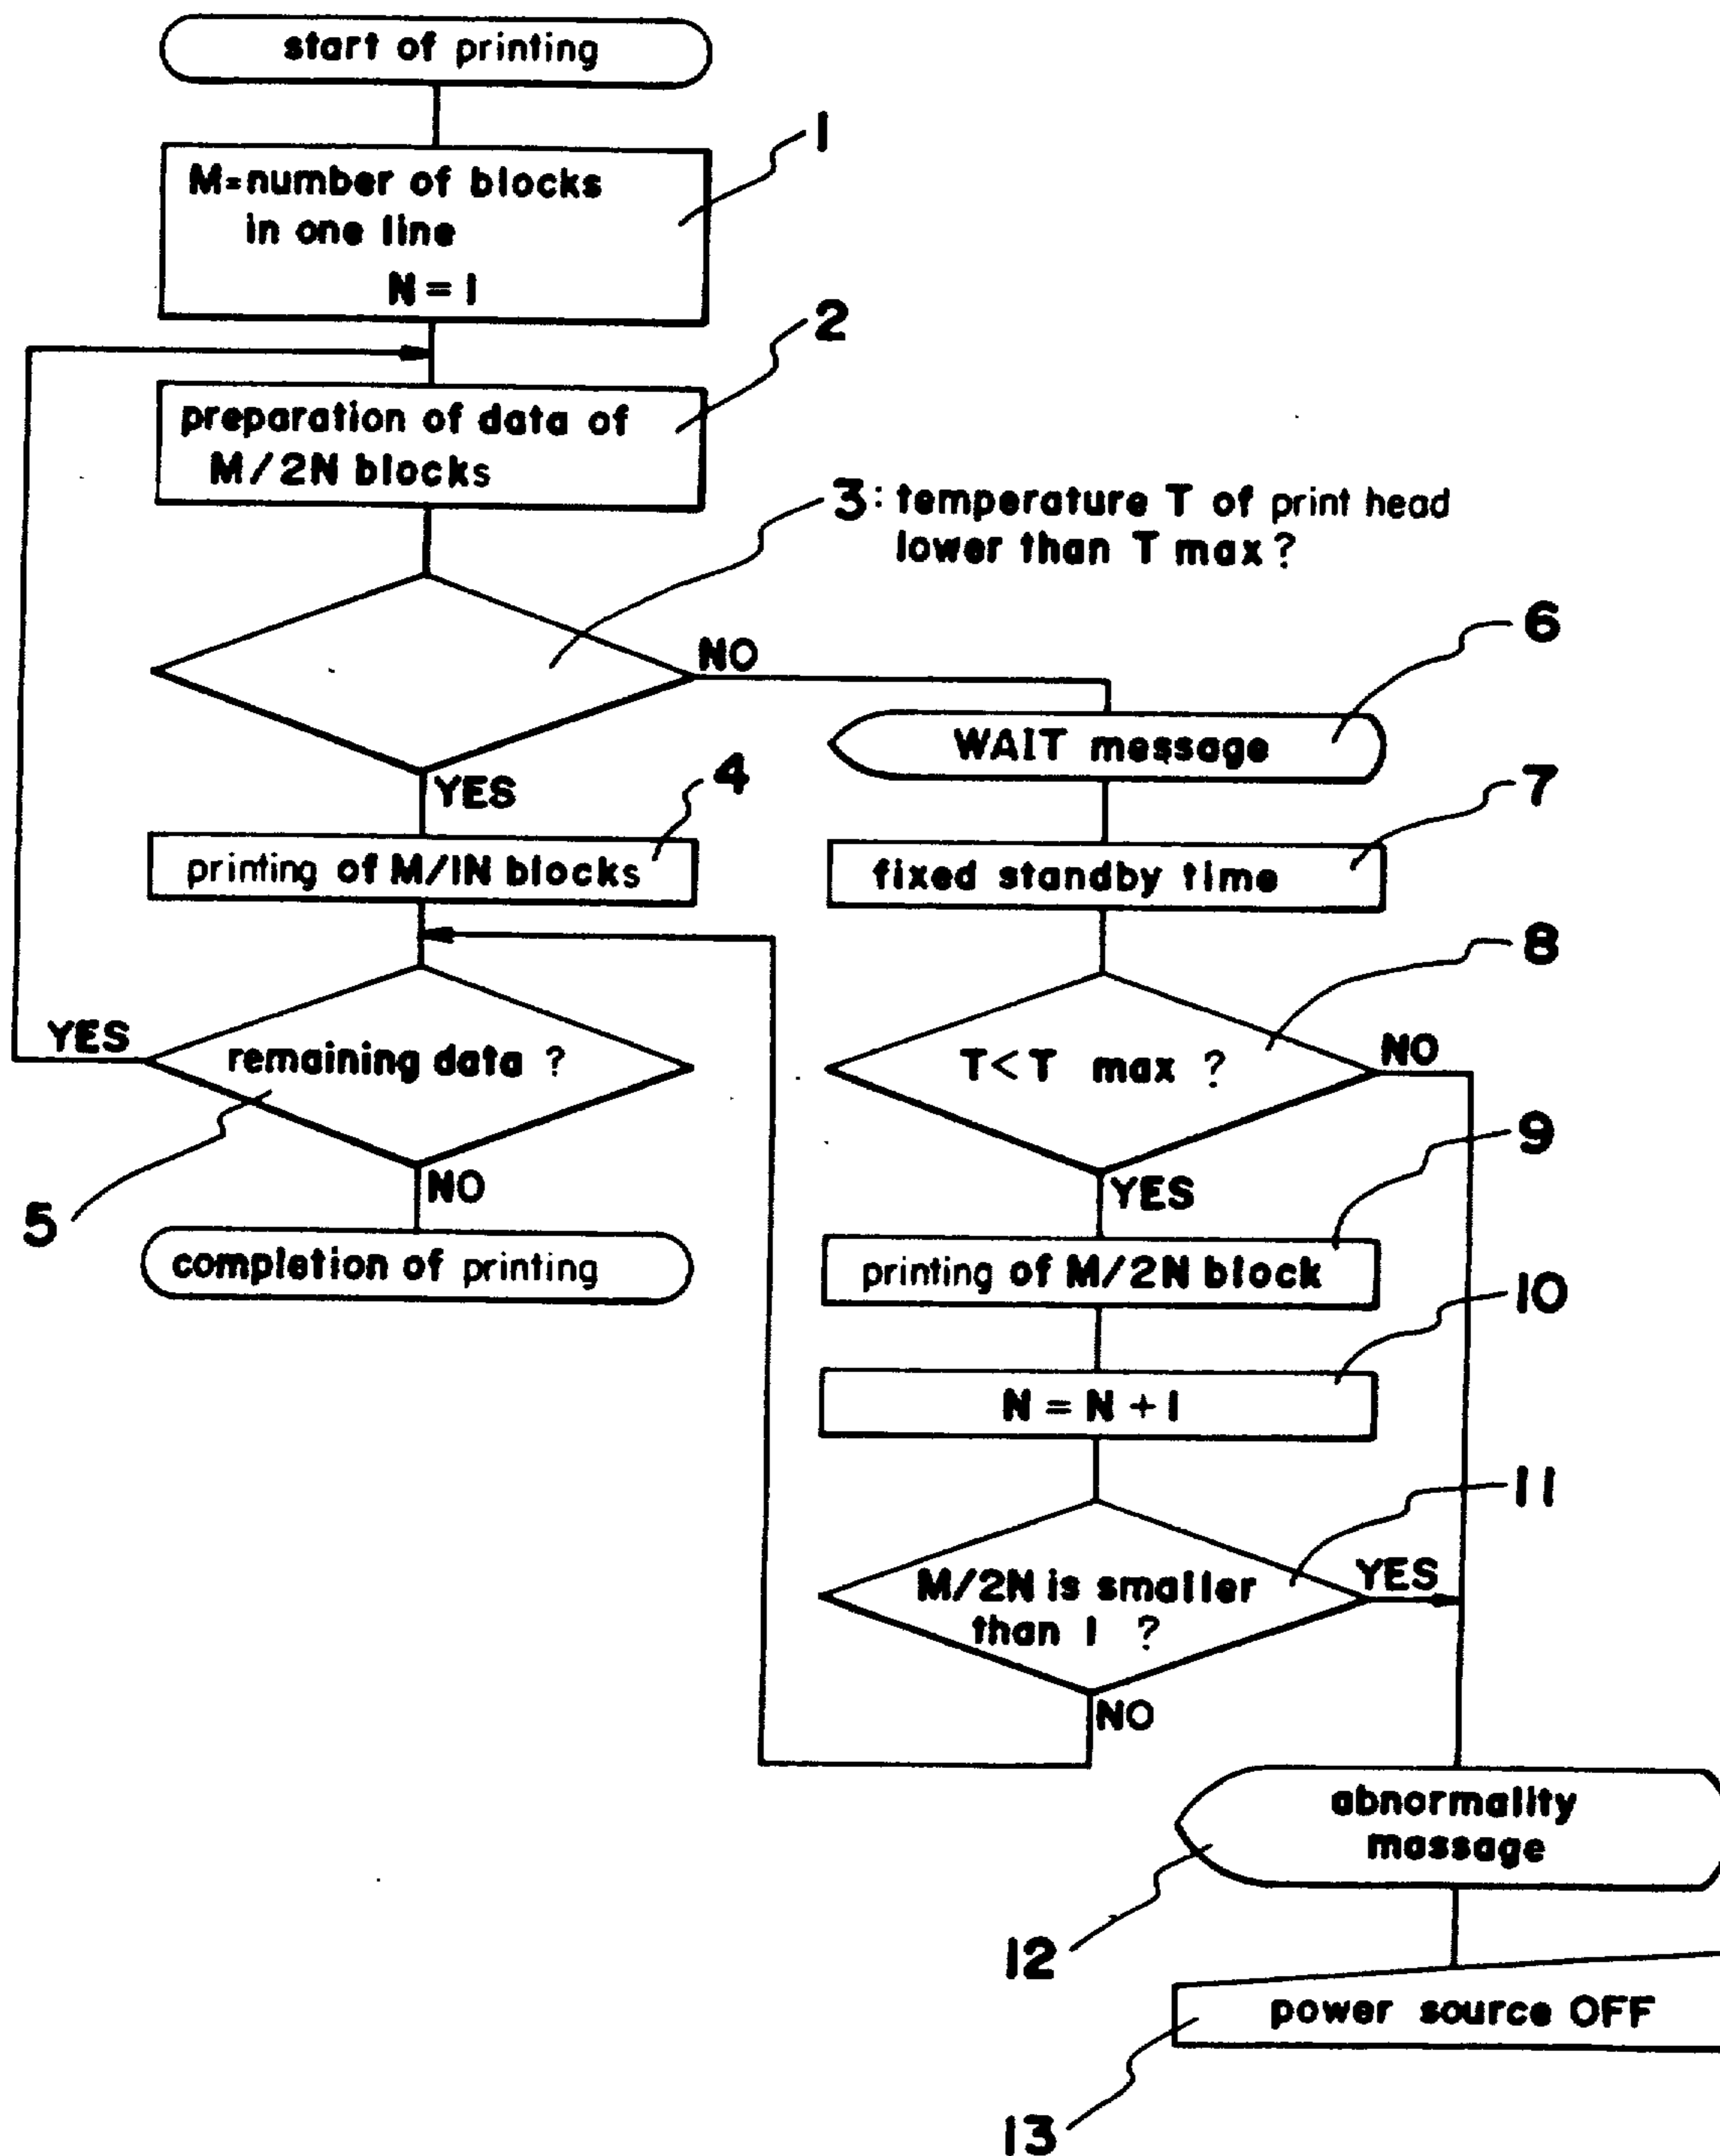 start of printing
1
M=number of blocks
in one line
N = 1
2
preparation of data of
M/2N blocks
3: temperature T of print head
lower than T max ?
NO
6
WAIT message
YES
4
7
printing of M/1N blocks
fixed standby time
8
YES
remaining data ?
T<T max ?
NO
9
5
NO
YES
completion of printing
printing of M/2N block
10
N = N + 1
11
M/2N is smaller
than 1 ?
YES
NO
abnormality
massage
12
power source OFF
13